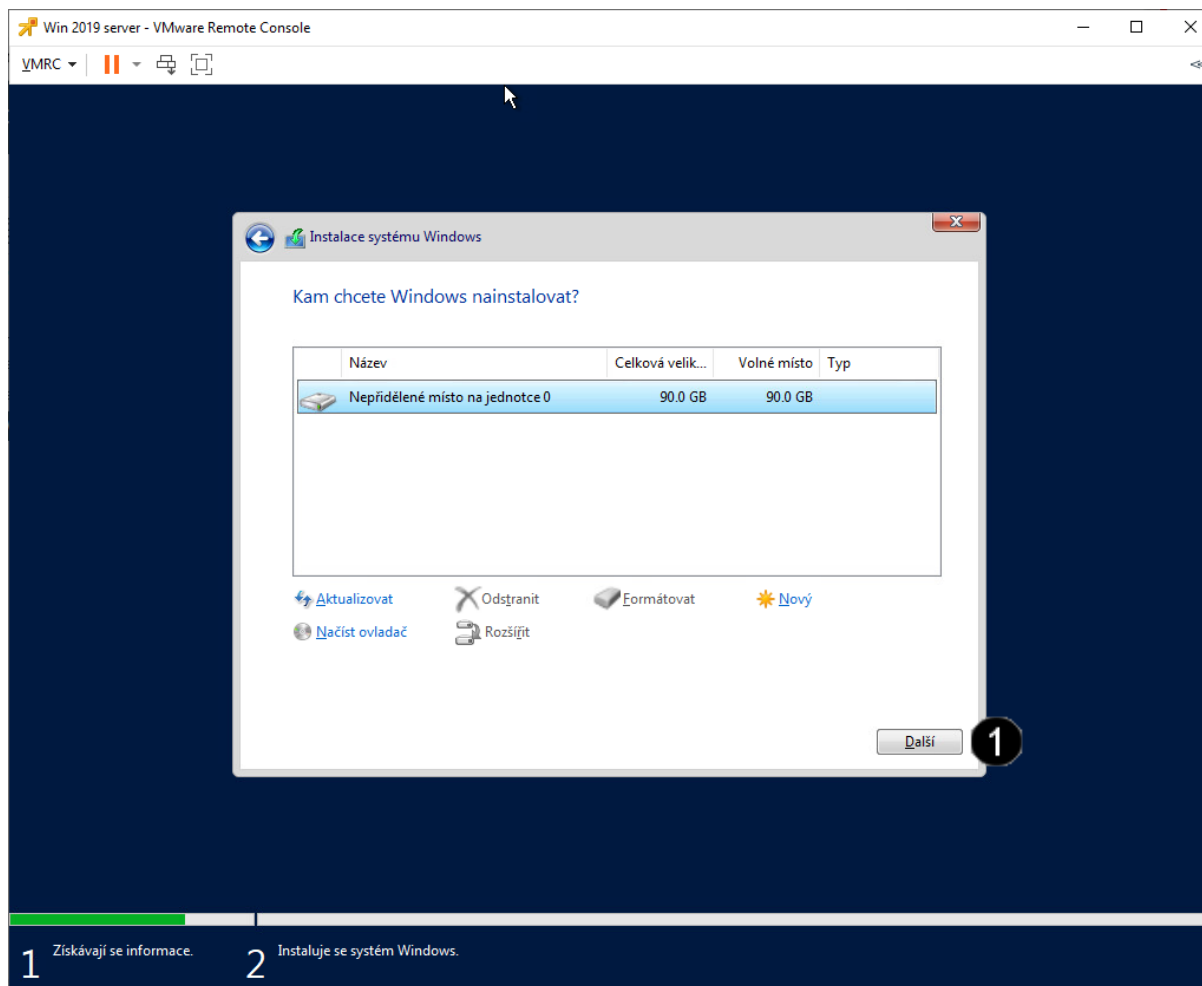 Win 2019 server - VMware Remote Console
VMRC
Instalace systému Windows
Kam chcete Windows nainstalovat?
Název Celková velik... Volné místo Typ
Nepřidělené místo na jednotce 0 90.0 GB 90.0 GB
Aktualizovat Odstranit Formátovat Nový
Načíst ovladač Rozšířit
Další 1
1 Získávají se informace. 2 Instaluje se systém Windows.